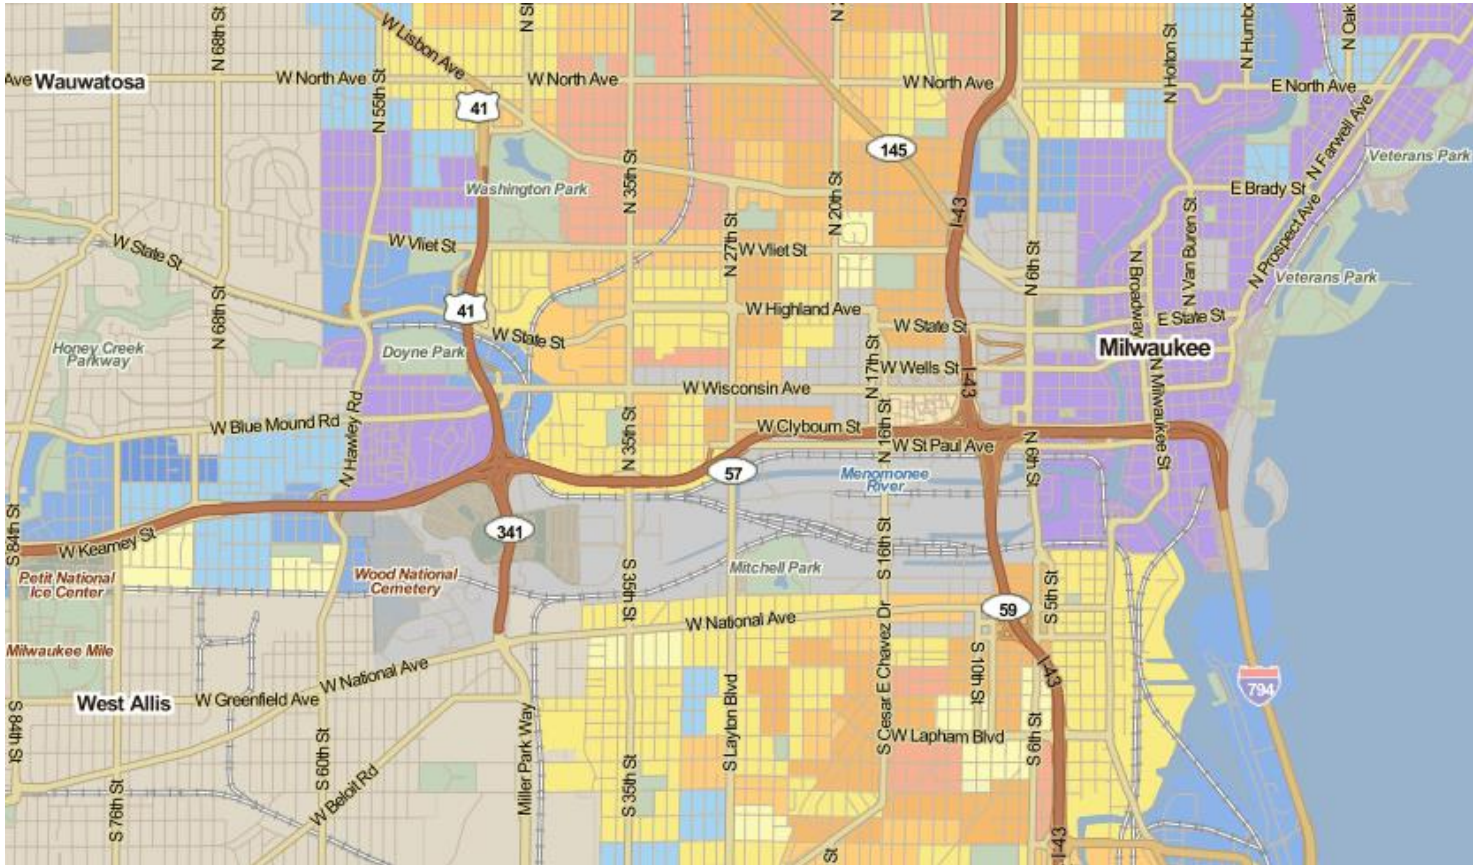 W Lisbon Ave
N 68th St
N Holton St
Ave
Wauwatosa
W North Ave
W North Ave
W North Ave
E North Ave
N 55th St
41
145
N Farwell Ave
Veterans Park
Washington Park
N 35th St
N 20th St
I-43
E Brady St
N Prospect Ave
W State St
W Vliet St
N 27th St
W Vliet St
N 6th St
N Broadway
N Van Buren St
Veterans Park
41
W State St
W Highland Ave
W State St
E State St
Honey Creek
Parkway
N 68th St
Doyne Park
Milwaukee
W Wisconsin Ave
N 17th St
W Wells St
I-43
N Milwaukee St
W Blue Mound Rd
N Hawley Rd
N 35th St
W Clybourn St
N 16th St
W St Paul Ave
N 6th St
57
Menomonee
River
S 84th St
W Kearney St
341
Petit National
Ice Center
Wood National
Cemetery
S 35th St
Mitchell Park
S 16th St
S 5th St
59
W National Ave
Milwaukee Mile
W National Ave
S Cesar E Chavez Dr
S 10th St
I-43
794
West Allis
W Greenfield Ave
S 84th St
S 60th St
Miller Park Way
S Layton Blvd
W Lapham Blvd
S 6th St
S 76th St
W Beloit Rd
S 35th St
St
I-43